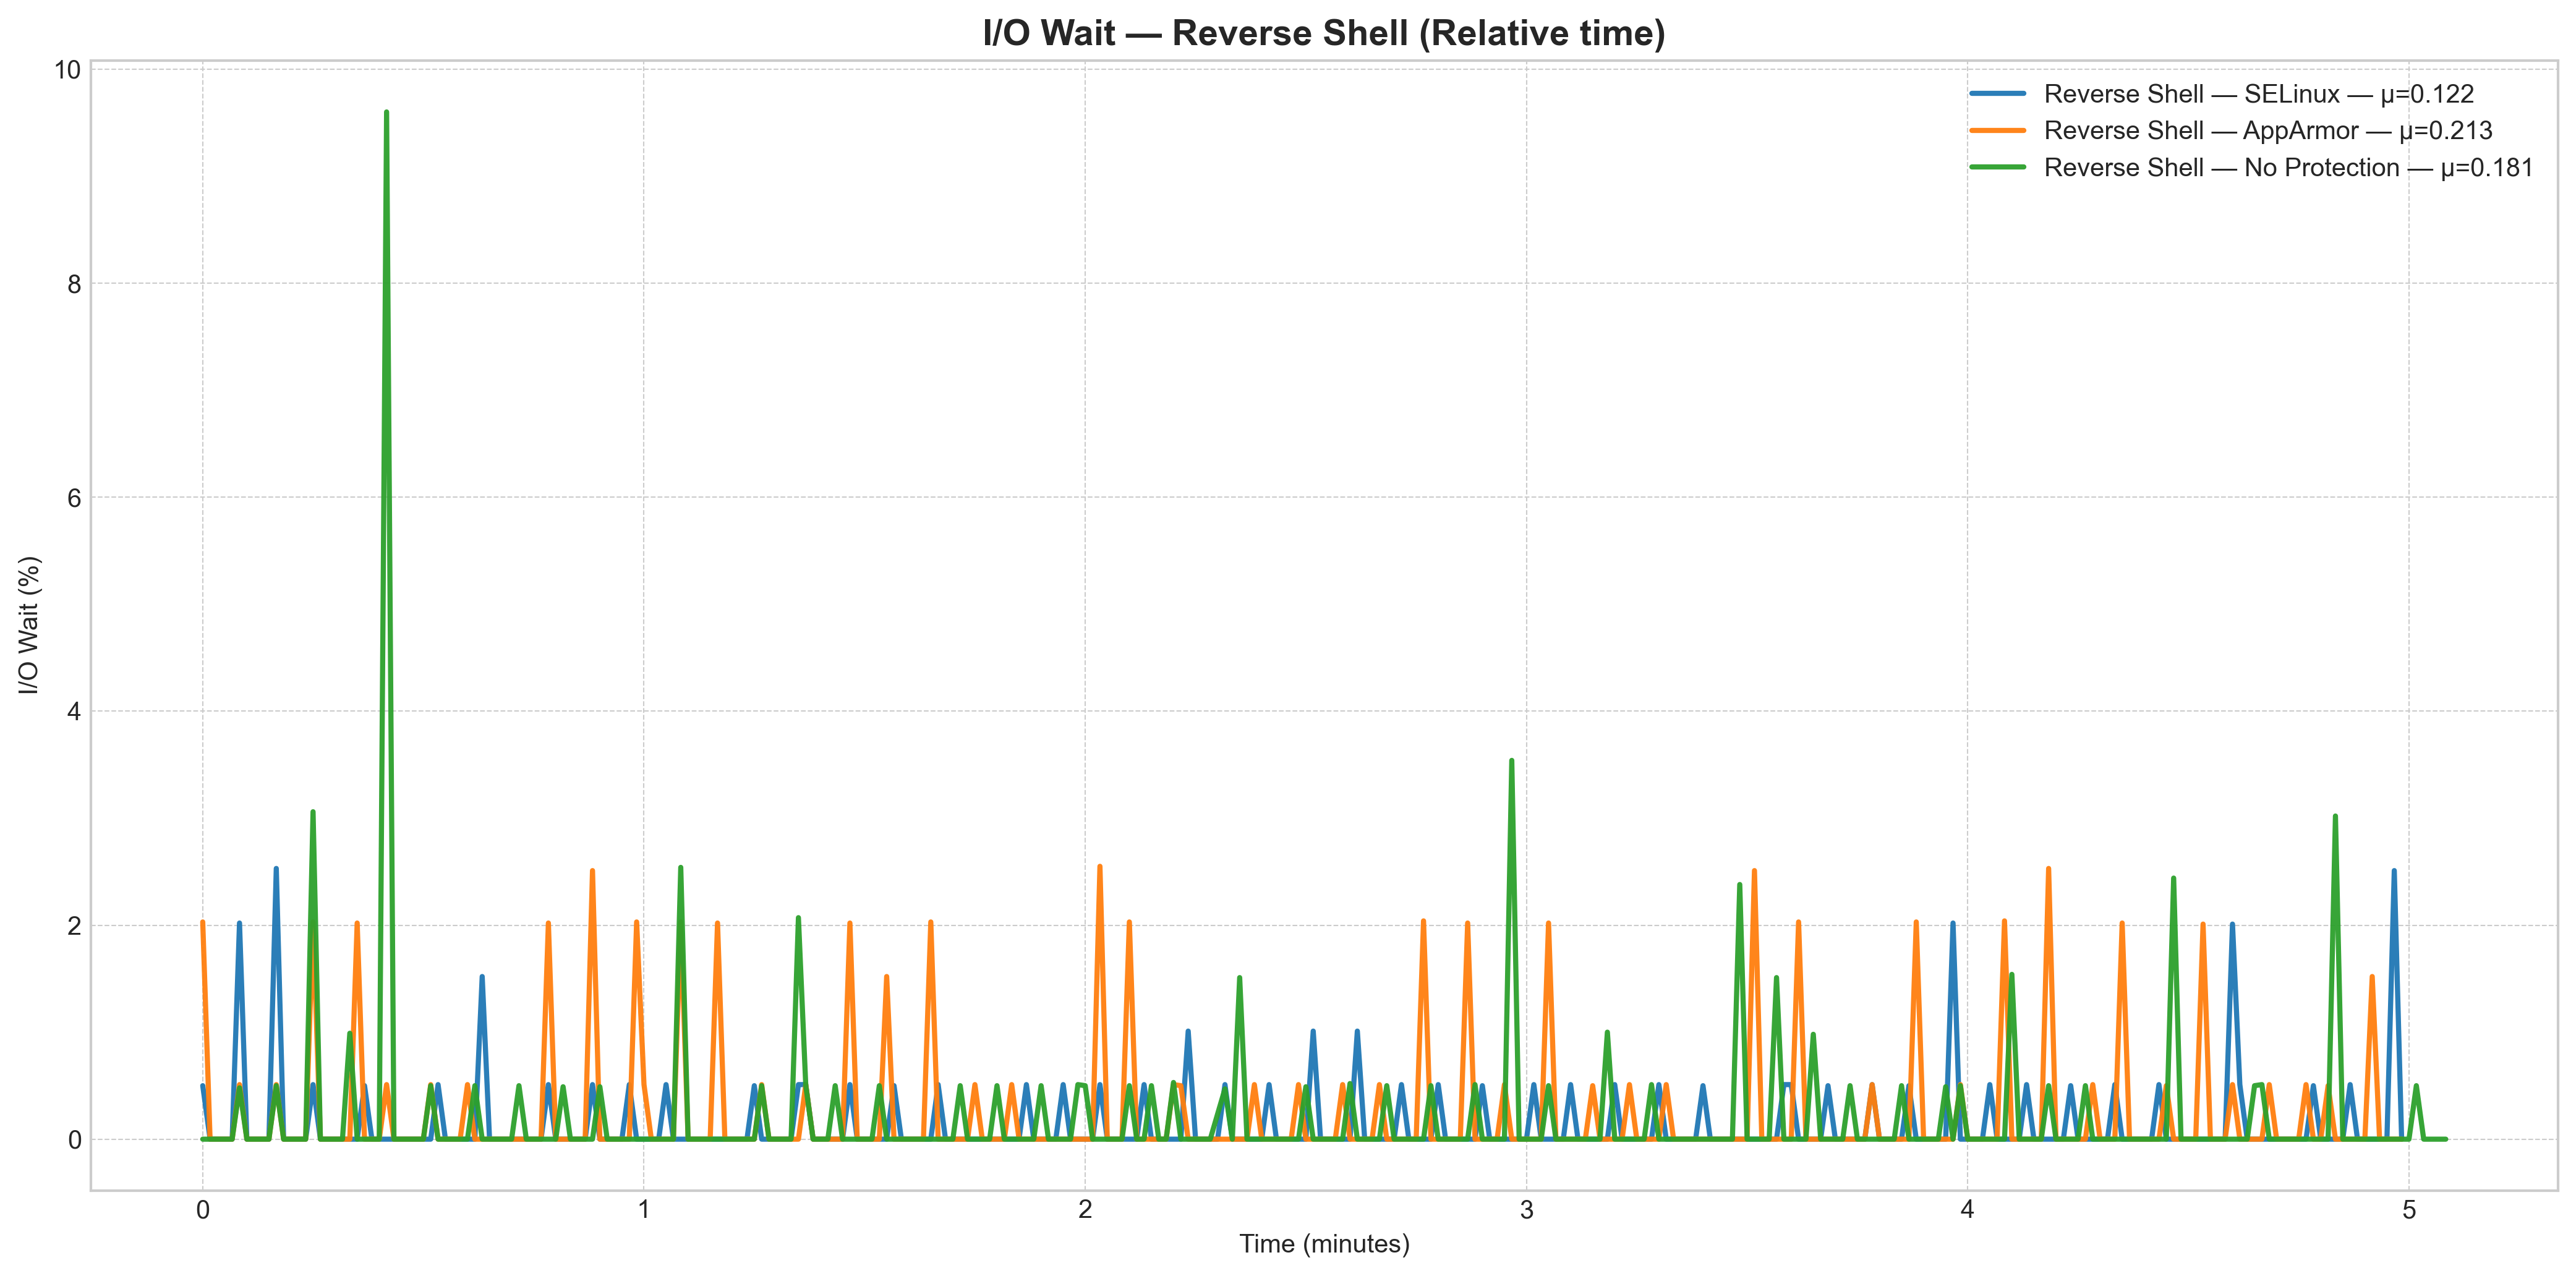 I/O Wait — Reverse Shell (Relative time)
10
8
6
4
2
0
I/O Wait (%)
Reverse Shell — SELinux — μ=0.122
Reverse Shell — AppArmor — μ=0.213
Reverse Shell — No Protection — μ=0.181
0 1 2 3 4 5
Time (minutes)